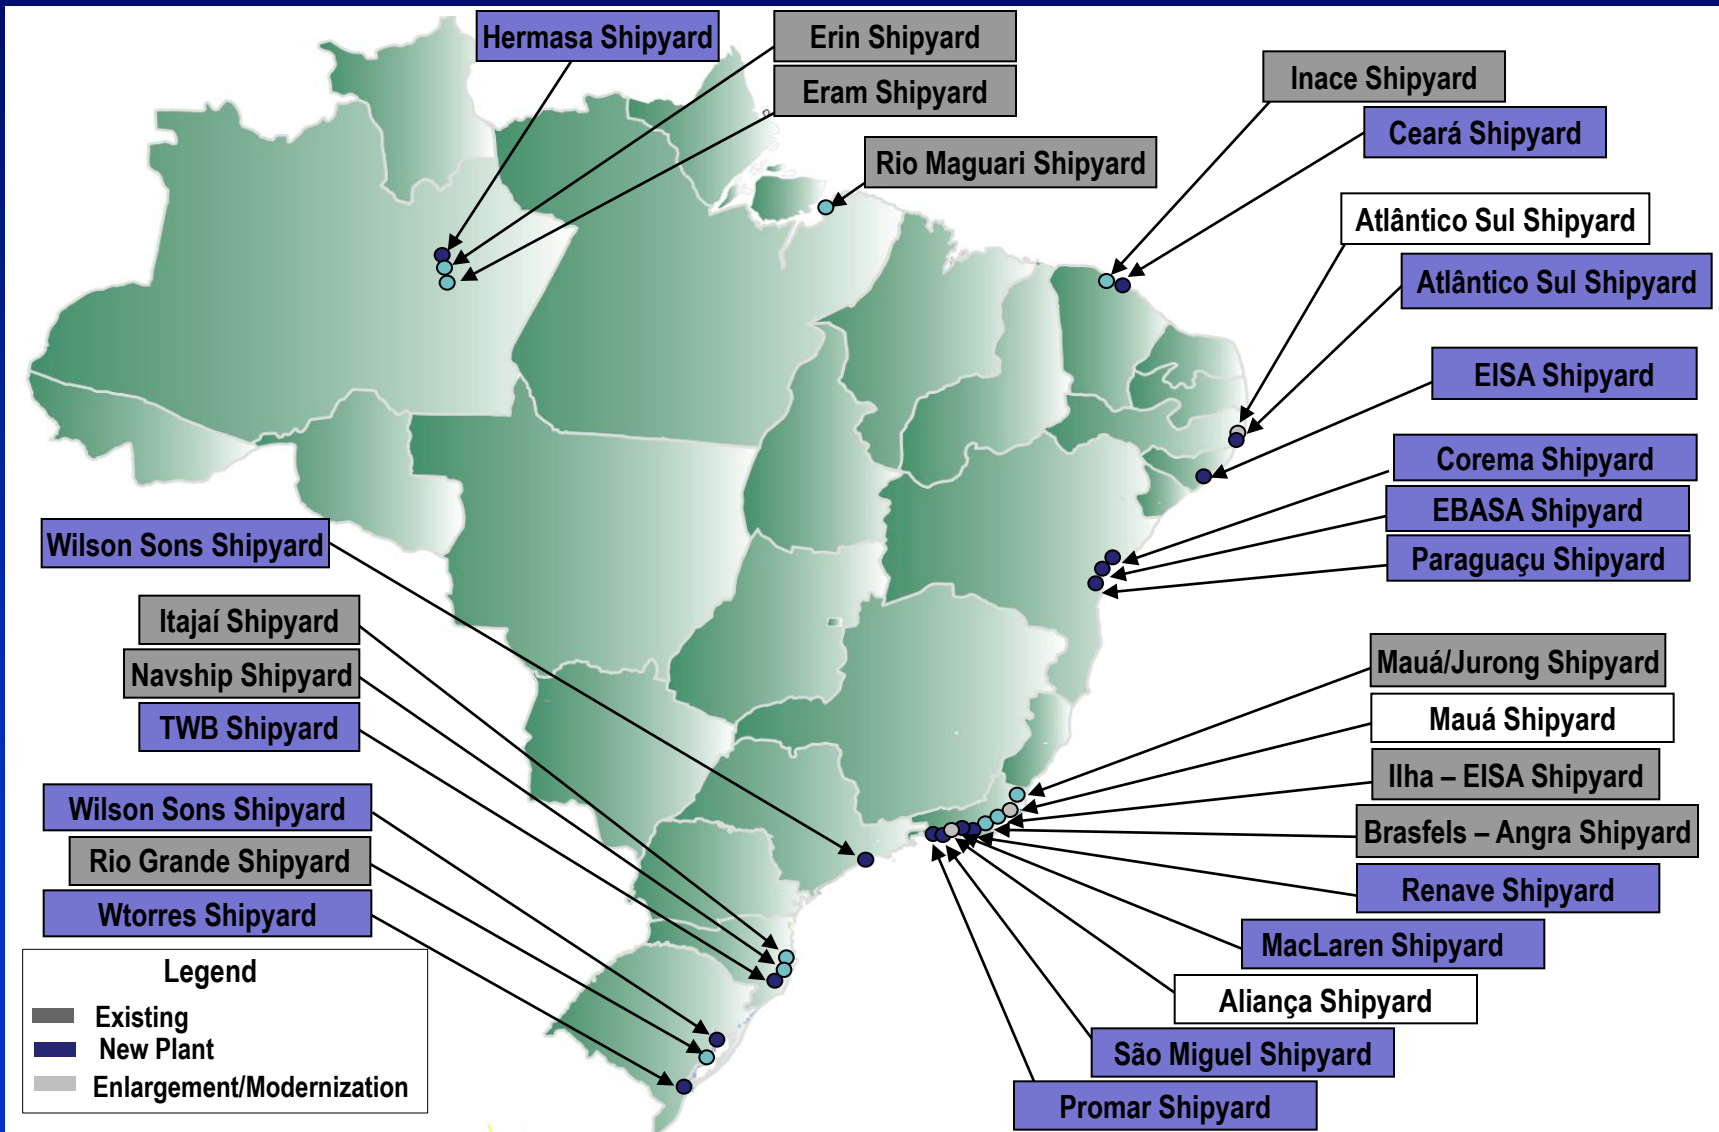 Hermasa Shipyard
Erin Shipyard
Eram Shipyard
Rio Maguari Shipyard
Inace Shipyard
Ceará Shipyard
Atlântico Sul Shipyard
Atlântico Sul Shipyard
EISA Shipyard
Corema Shipyard
EBASA Shipyard
Paraguaçu Shipyard
Wilson Sons Shipyard
Itajaí Shipyard
Navship Shipyard
TWB Shipyard
Wilson Sons Shipyard
Rio Grande Shipyard
Wtorres Shipyard
Mauá/Jurong Shipyard
Mauá Shipyard
Ilha – EISA Shipyard
Brasfels – Angra Shipyard
Renave Shipyard
MacLaren Shipyard
Aliança Shipyard
São Miguel Shipyard
Promar Shipyard
Legend
Existing
New Plant
Enlargement/Modernization